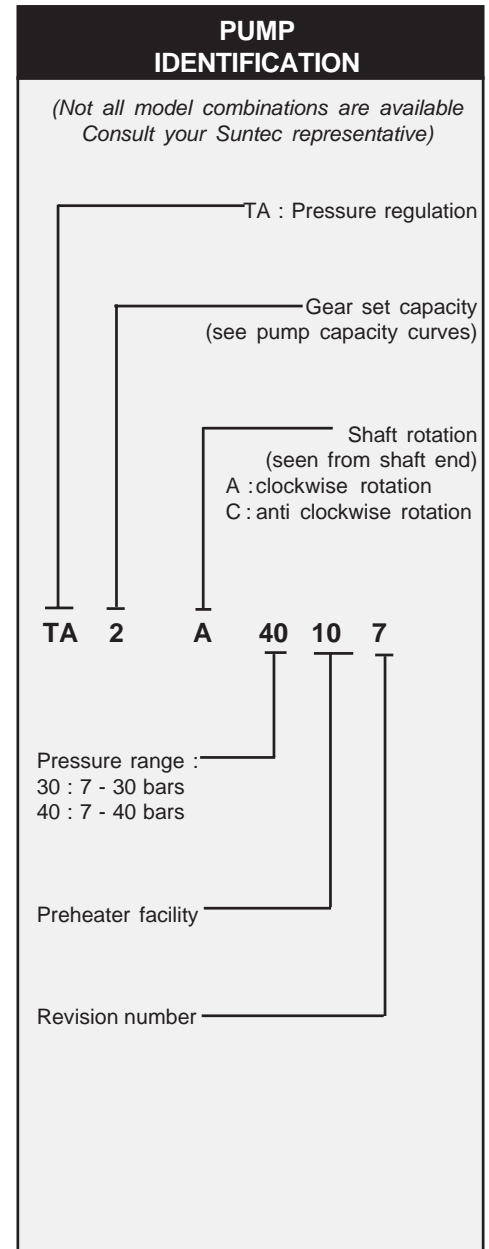 PUMP
IDENTIFICATION
(Not all model combinations are available
Consult your Suntec representative)
TA : Pressure regulation
Gear set capacity
(see pump capacity curves)
Shaft rotation
(seen from shaft end)
A : clockwise rotation
C : anti clockwise rotation
TA 2 A 40 10 7
Pressure range :
30 : 7 - 30 bars
40 : 7 - 40 bars
Preheater facility
Revision number